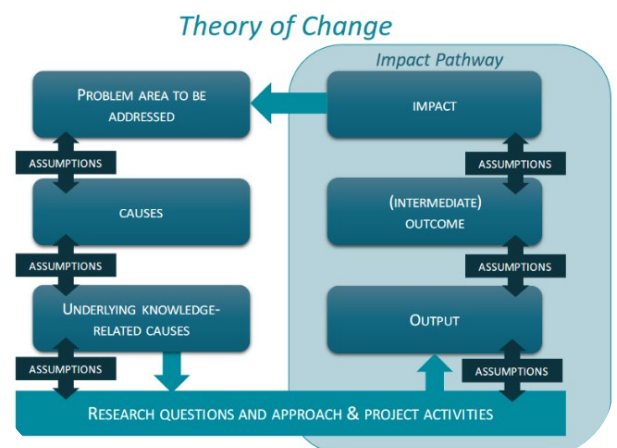 Theory of Change
Impact Pathway
PROBLEM AREA TO BE
ADDRESSED
IMPACT
ASSUMPTIONS
ASSUMPTIONS
CAUSES
(INTERMEDIATE)
OUTCOME
ASSUMPTIONS
ASSUMPTIONS
UNDERLYING KNOWLEDGE-
RELATED CAUSES
OUTPUT
ASSUMPTIONS
ASSUMPTIONS
RESEARCH QUESTIONS AND APPROACH & PROJECT ACTIVITIES